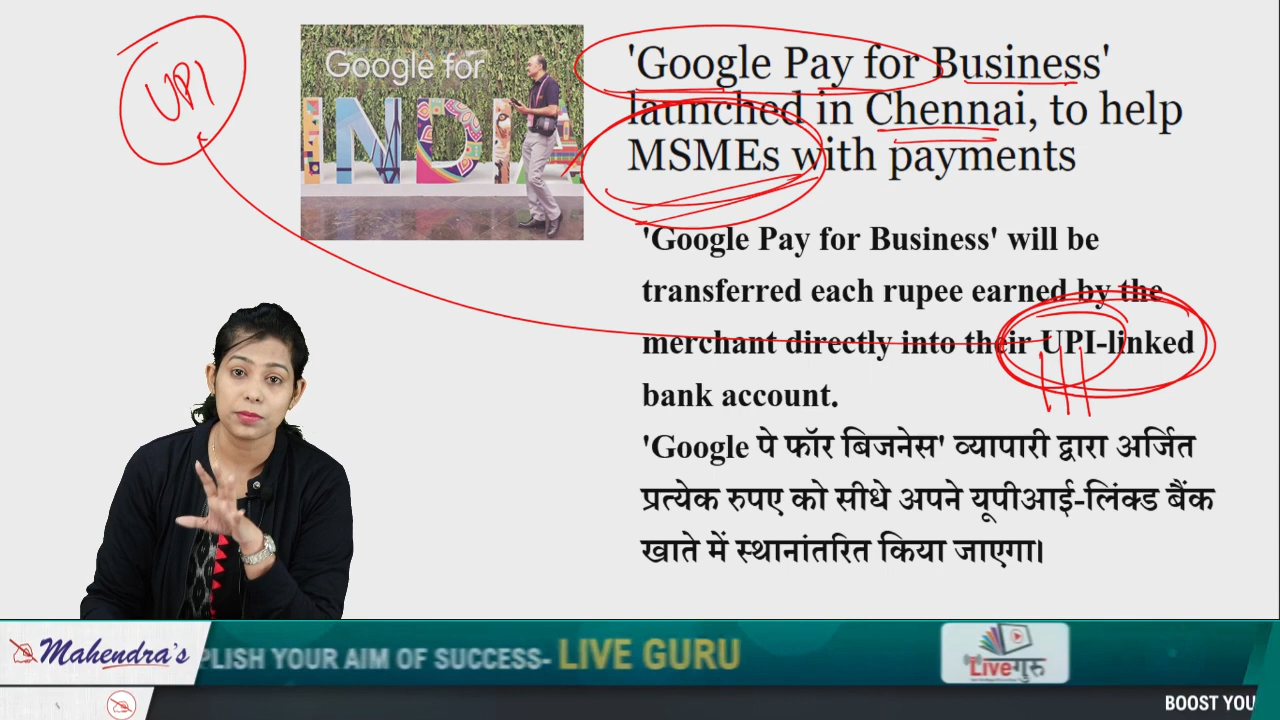 UPI
Google for
INDIA
'Google Pay for Business'
launched in Chennai, to help
MSMEs with payments
'Google Pay for Business' will be
transferred each rupee earned by the
merchant directly into their UPI-linked
bank account.
'Google पे फॉर बिजनेस' व्यापारी द्वारा अर्जित
प्रत्येक रुपए को सीधे अपने यूपीआई-लिंक्ड बैंक
खाते में स्थानांतरित किया जाएगा।
Mahendra's
PLISH YOUR AIM OF SUCCESS- LIVE GURU
Liveगुरु
BOOST YOU